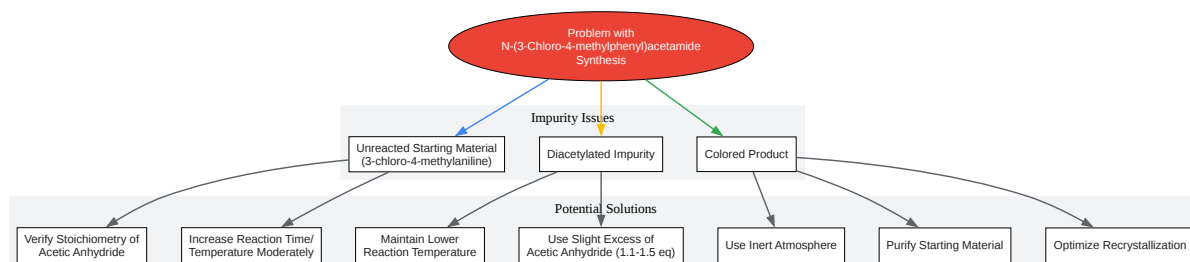 Problem with
N-(3-Chloro-4-methylphenyl)acetamide
Synthesis
Impurity Issues
Unreacted Starting Material
(3-chloro-4-methylaniline)
Diacetylated Impurity
Colored Product
Potential Solutions
Verify Stoichiometry of
Acetic Anhydride
Increase Reaction Time/
Temperature Moderately
Maintain Lower
Reaction Temperature
Use Slight Excess of
Acetic Anhydride (1.1-1.5 eq)
Use Inert Atmosphere
Purify Starting Material
Optimize Recrystallization